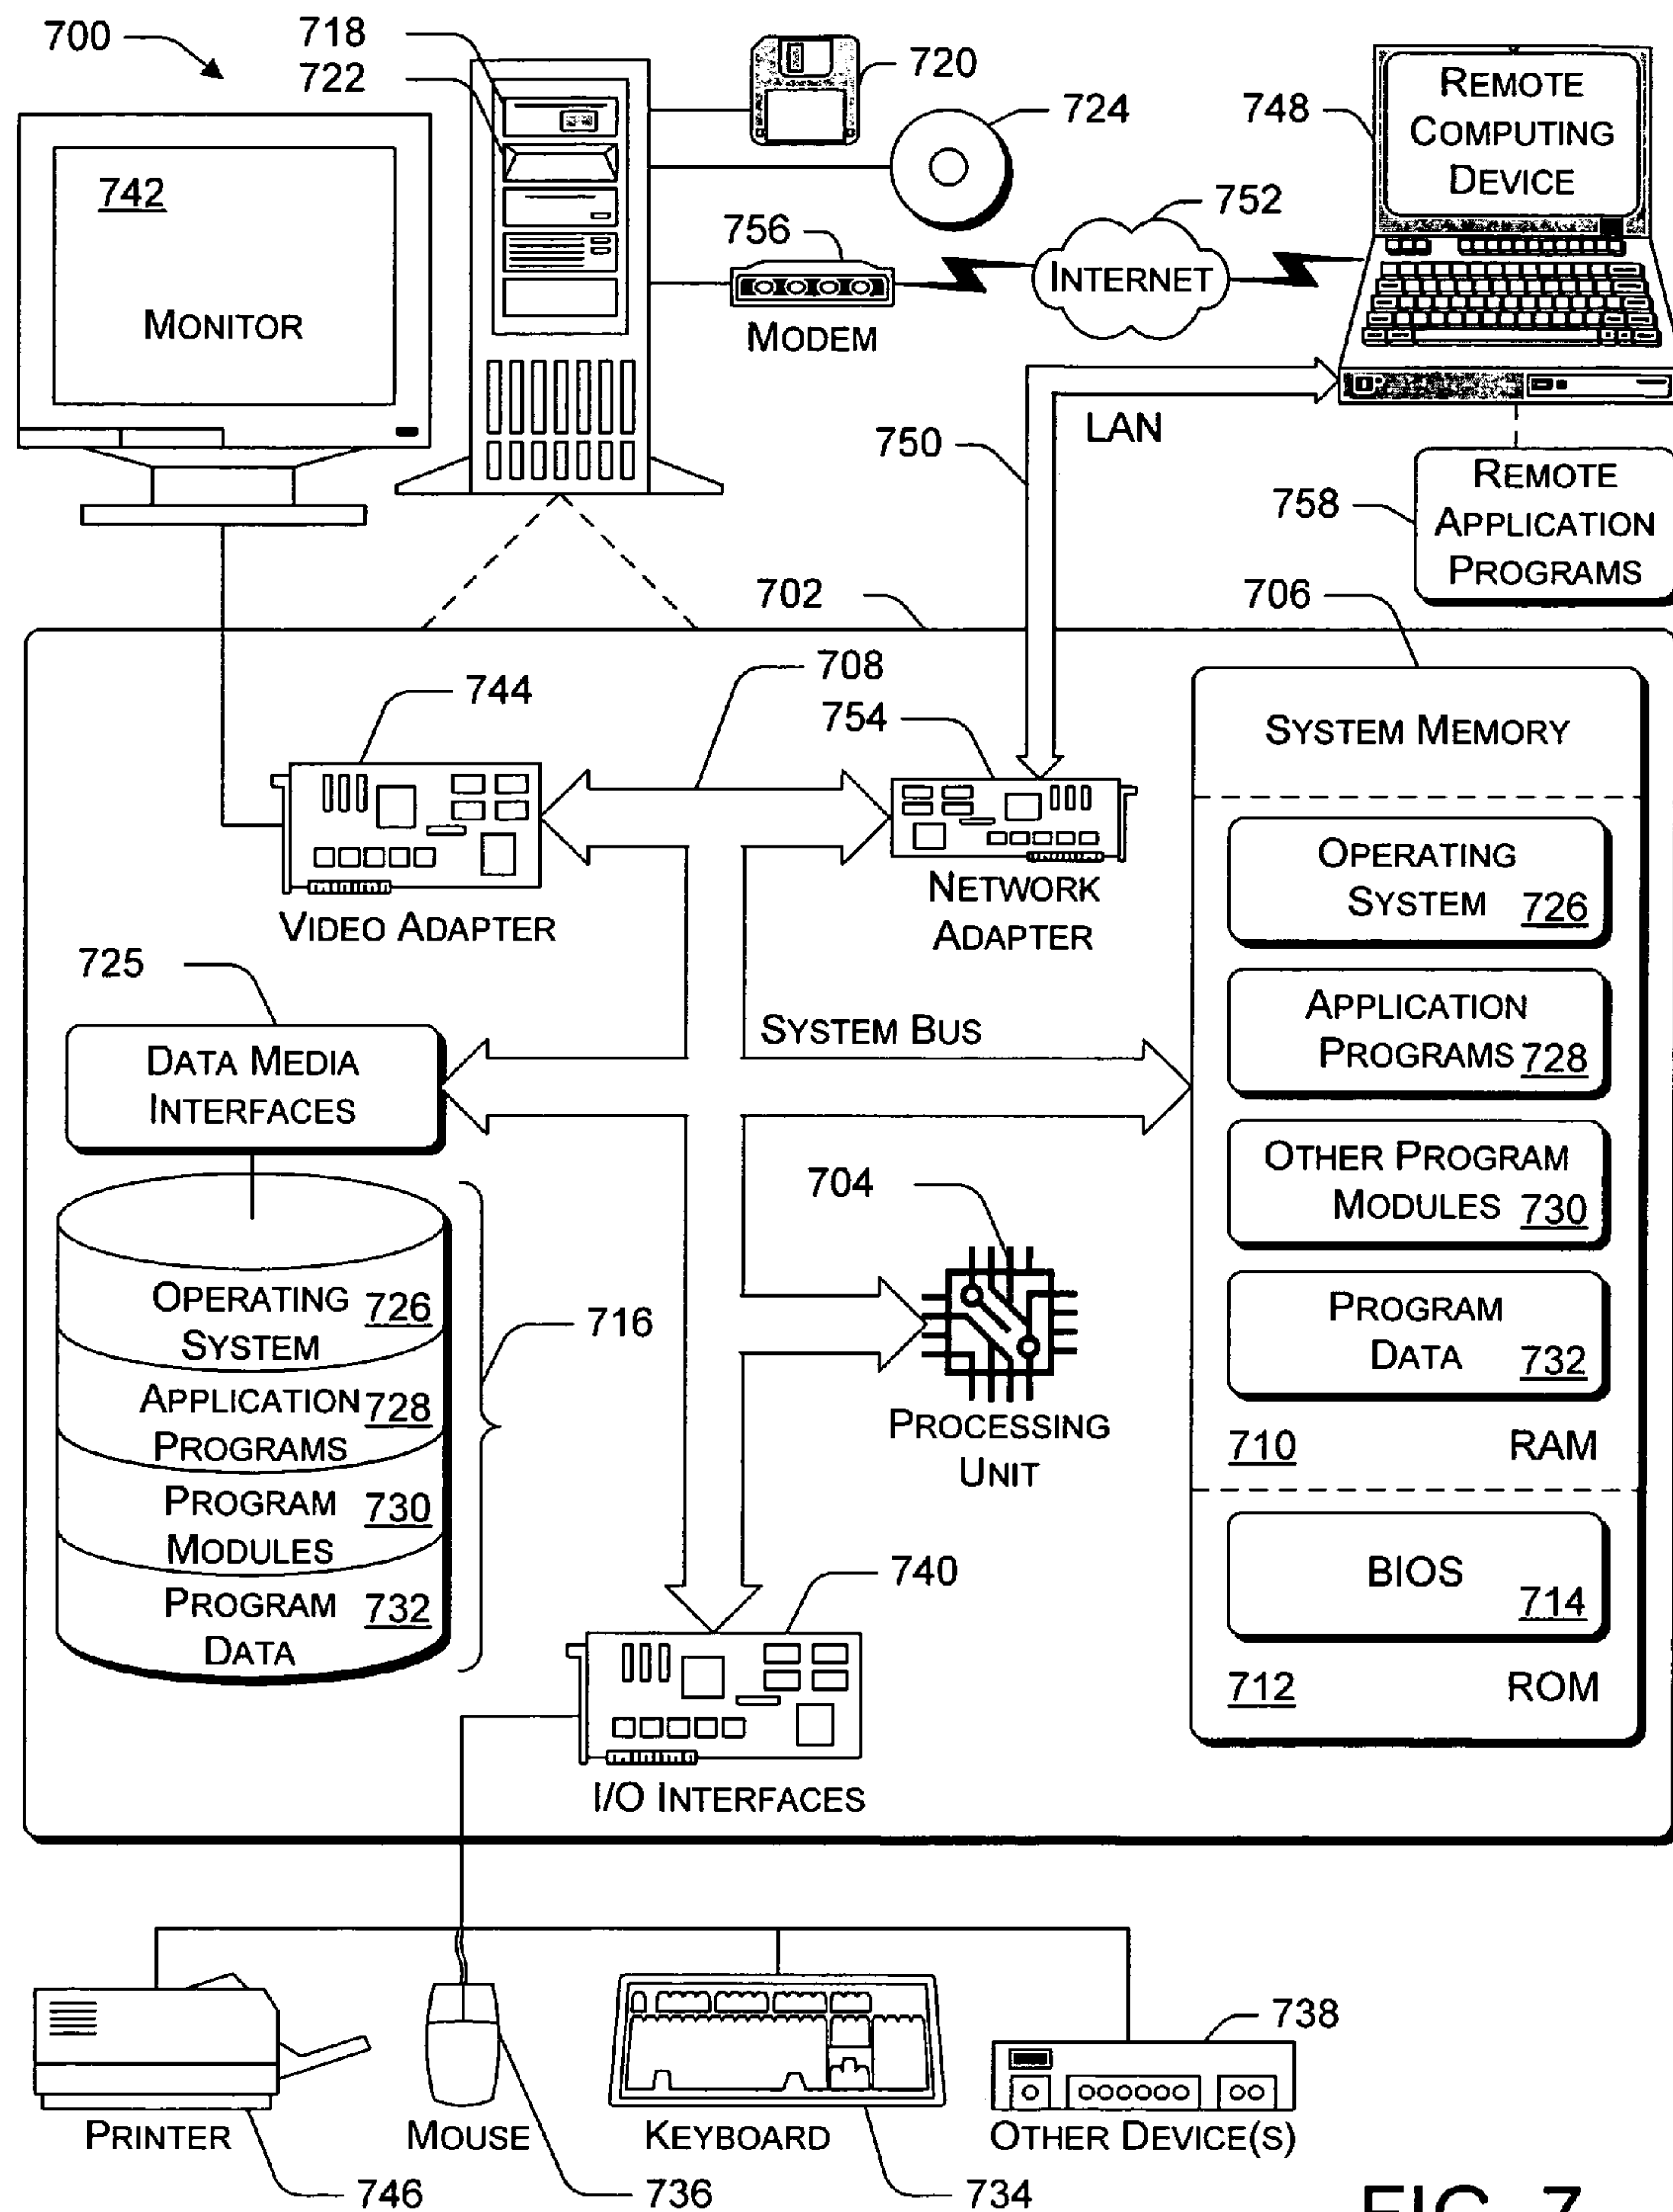 700
718
722
720
724
748
REMOTE
COMPUTING
DEVICE
742
MONITOR
756
MODEM
752
INTERNET
750
LAN
758
REMOTE
APPLICATION
PROGRAMS
702
706
708
744
754
VIDEO ADAPTER
NETWORK
ADAPTER
SYSTEM MEMORY
OPERATING
SYSTEM 726
APPLICATION
PROGRAMS 728
OTHER PROGRAM
MODULES 730
PROGRAM
DATA 732
710 RAM
BIOS
714
712 ROM
725
DATA MEDIA
INTERFACES
SYSTEM BUS
704
PROCESSING
UNIT
OPERATING 726
SYSTEM
APPLICATION 728
PROGRAMS
PROGRAM 730
MODULES
PROGRAM 732
DATA
716
740
I/O INTERFACES
738
PRINTER
MOUSE
KEYBOARD
OTHER DEVICE(S)
746
736
734
FIG. 7